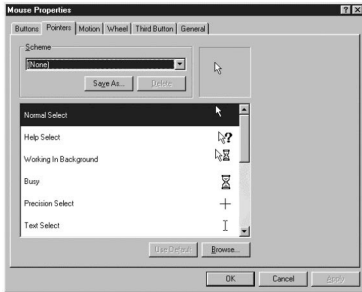 Mouse Properties
Buttons Pointers Motion Wheel Third Button General
Scheme
(None)
Save As... Delete
Normal Select
Help Select
Working In Background
Busy
Precision Select
Text Select
Use Default Browse...
OK Cancel Apply